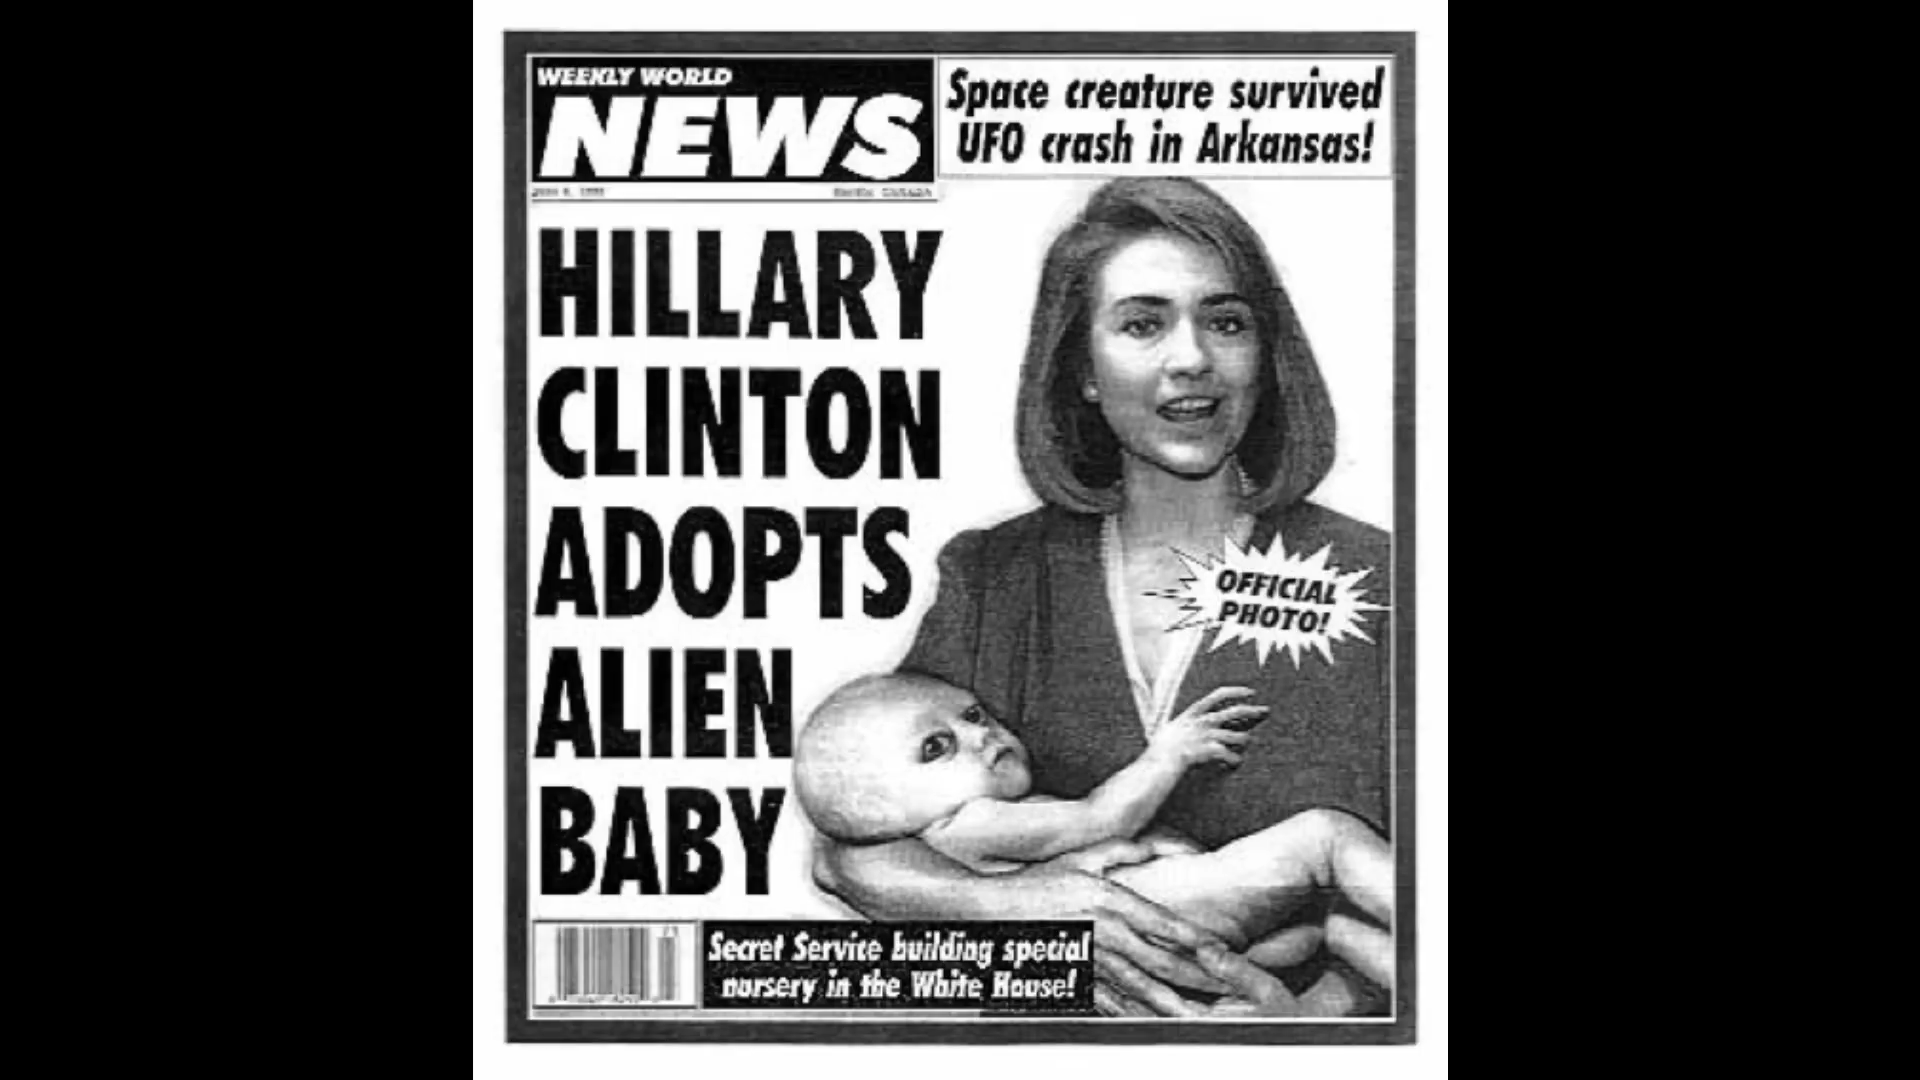 WEEKLY WORLD
NEWS
Space creature survived
UFO crash in Arkansas!
HILLARY
CLINTON
ADOPTS
ALIEN
BABY
OFFICIAL
PHOTO!
Secret Service building special
nursery in the White House!